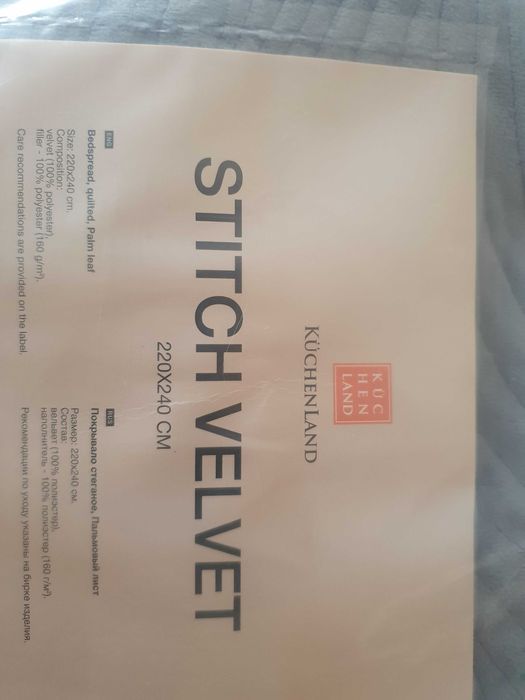 KÜC
HEN
LAND
KÜCHENLAND
STITCH VELVET
220X240 CM
ENG
Bedspread, quilted, Palm leaf
Size: 220x240 cm.
Composition:
velvet (100% polyester),
filler - 100% polyester (160 g/m²).
Care recommendations are provided on the label.
RUS
Покрывало стеганое, Пальмовый лист
Размер: 220х240 см.
Состав:
вельвет (100% полиэстер),
наполнитель - 100% полиэстер (160 г/м²).
Рекомендации по уходу указаны на бирке изделия.